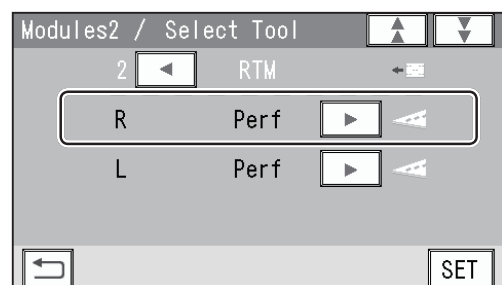 Modules2 / Select Tool
2 RTM
R Perf
L Perf
SET